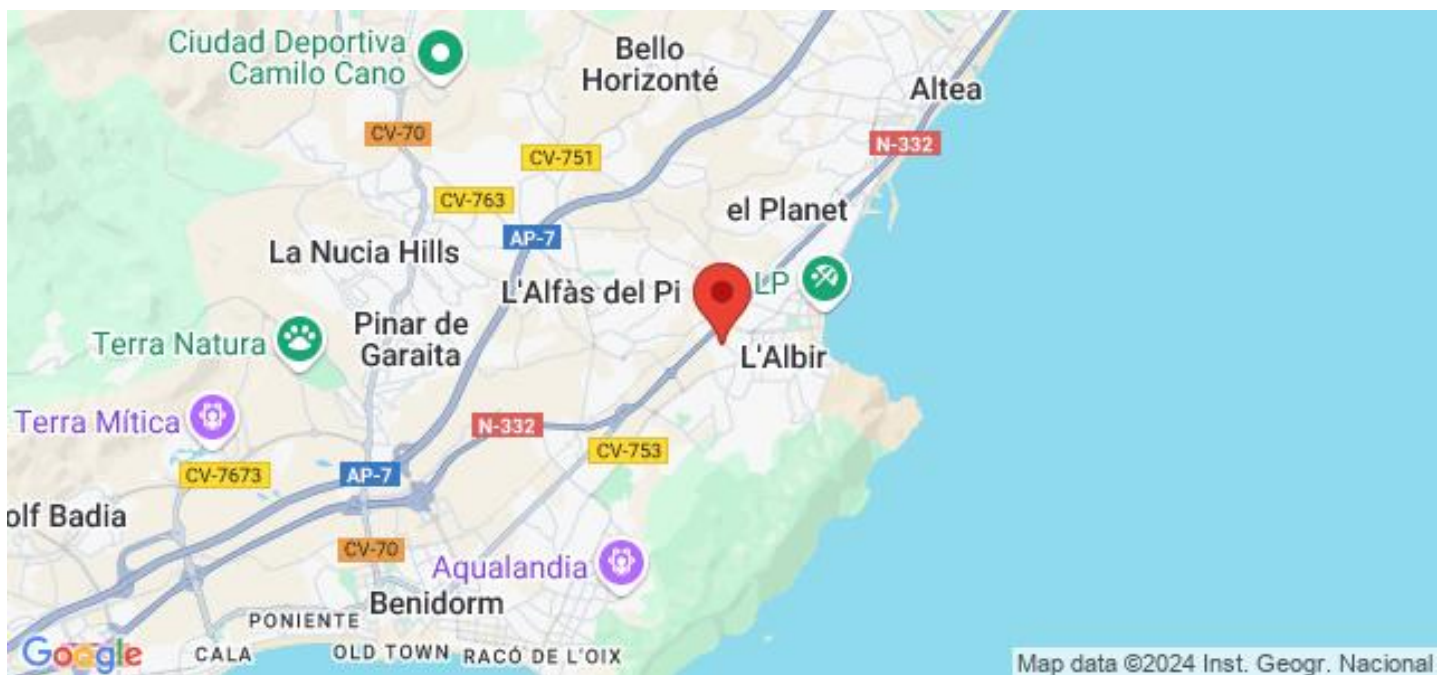 Ciudad Deportiva
Camilo Cano
Bello
Horizonté
Altea
CV-70
N-332
CV-751
CV-763
el Planet
AP-7
La Nucia Hills
L'Alfàs del Pi
LP
Terra Natura
Pinar de
Garaita
L'Albir
Terra Mítica
N-332
CV-753
CV-7673
AP-7
olf Badia
CV-70
Aqualandia
Benidorm
PONIENTE
Google
CALA
OLD TOWN
RACÓ DE L'OIX
Map data ©2024 Inst. Geogr. Nacional